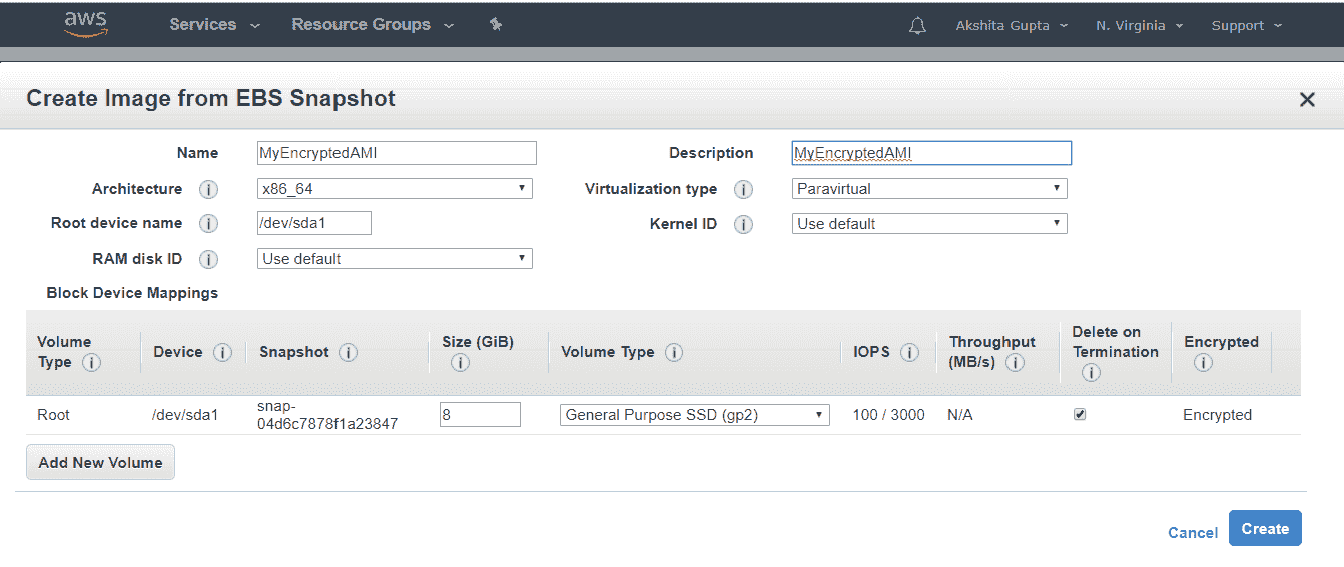 aws Services Resource Groups Akshita Gupta N. Virginia Support
Create Image from EBS Snapshot
Name MyEncryptedAMI Description MyEncryptedAMI
Architecture x86_64 Virtualization type Paravirtual
Root device name /dev/sda1 Kernel ID Use default
RAM disk ID Use default
Block Device Mappings
Volume Type Device Snapshot Size (GiB) Volume Type IOPS Throughput (MB/s) Delete on Termination Encrypted
Root /dev/sda1 snap-04d6c7878f1a23847 8 General Purpose SSD (gp2) 100 / 3000 N/A Encrypted
Add New Volume
Cancel Create